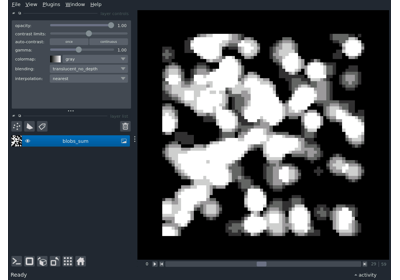 File View Plugins Window Help
opacity: 1.00
contrast limits:
auto-contrast: once continuous
gamma: 1.00
colormap: gray
blending: translucent_no_depth
interpolation: nearest
blobs_sum
Ready
activity